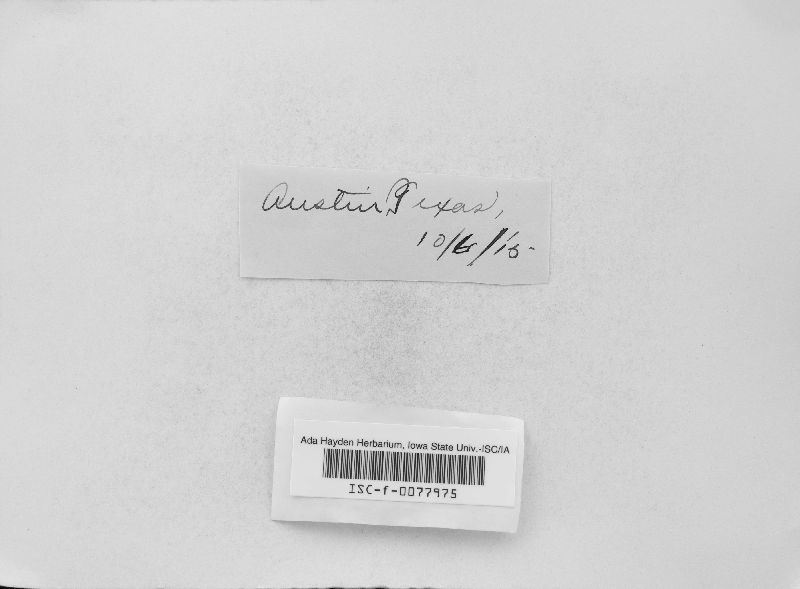 Austin, Texas,
10/6/15-
Ada Hayden Herbarium, Iowa State Univ.-ISC/IA
ISC-f-0077975